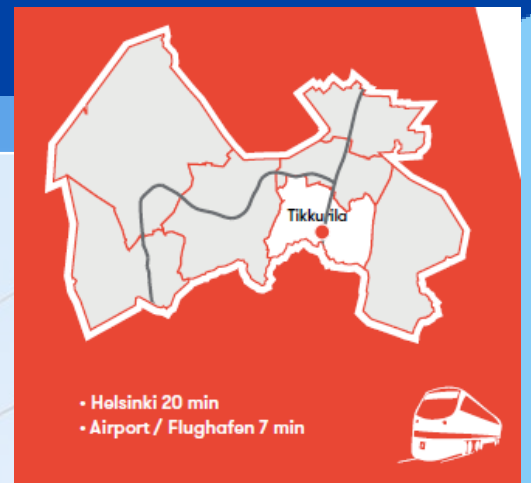 Tikkurila
• Helsinki 20 min
• Airport / Flughafen 7 min